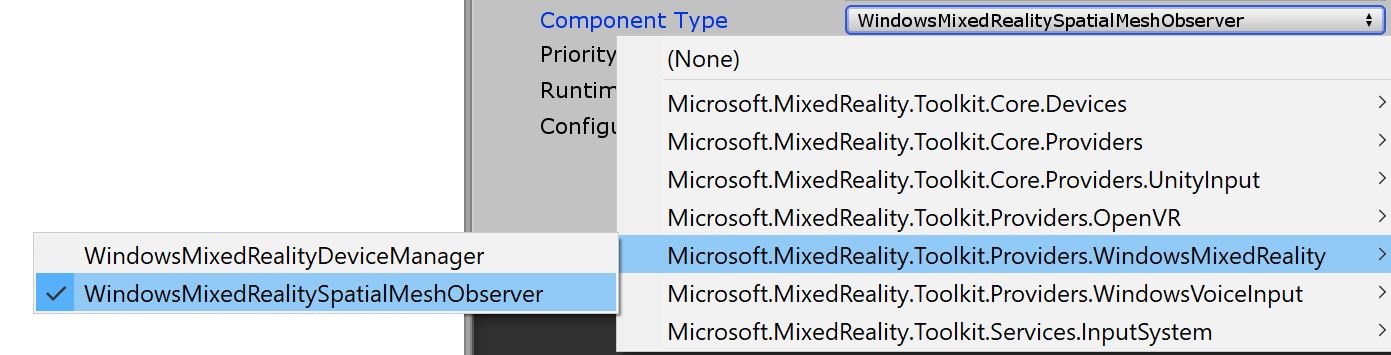 Component Type WindowsMixedRealitySpatialMeshObserver
Priority (None)
Runtim Microsoft.MixedReality.Toolkit.Core.Devices
Configu Microsoft.MixedReality.Toolkit.Core.Providers
Microsoft.MixedReality.Toolkit.Core.Providers.UnityInput
Microsoft.MixedReality.Toolkit.Providers.OpenVR
WindowsMixedRealityDeviceManager Microsoft.MixedReality.Toolkit.Providers.WindowsMixedReality
WindowsMixedRealitySpatialMeshObserver Microsoft.MixedReality.Toolkit.Providers.WindowsVoiceInput
Microsoft.MixedReality.Toolkit.Services.InputSystem